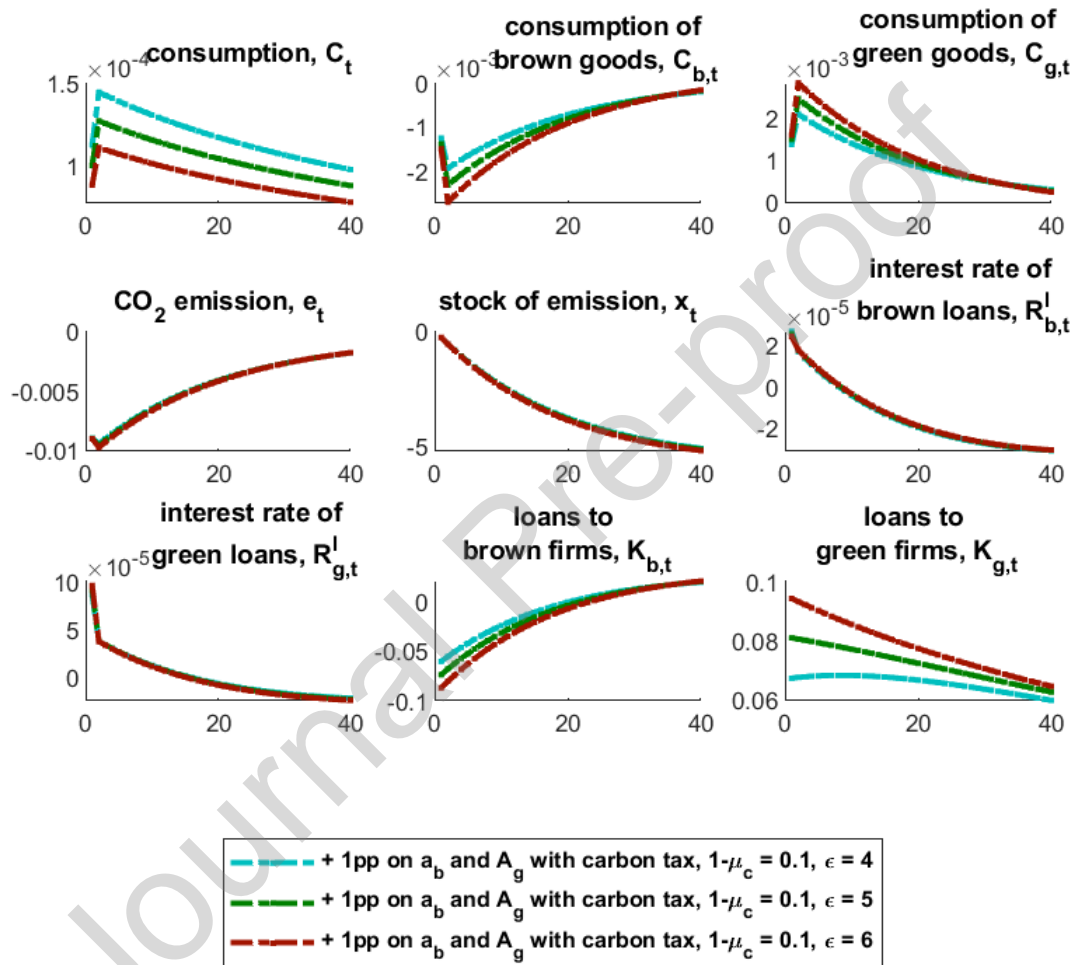 consumption, C_t
consumption of
brown goods, C_b,t
consumption of
green goods, C_g,t
× 10^-4
1.5
1
0 20 40
× 10^-3
0
-1
-2
0 20 40
× 10^-3
2
1
0
0 20 40
CO_2 emission, e_t
0
-0.005
-0.01
0 20 40
stock of emission, x_t
0
-5
0 20 40
interest rate of
× 10^-5 brown loans, R^l_b,t
2
0
-2
0 20 40
interest rate of
× 10^-5 green loans, R^l_g,t
10
5
0
0 20 40
loans to
brown firms, K_b,t
0
-0.05
-0.1
0 20 40
loans to
green firms, K_g,t
0.1
0.08
0.06
0 20 40
+ 1pp on a_b and A_g with carbon tax, 1-μ_c = 0.1, ϵ = 4
+ 1pp on a_b and A_g with carbon tax, 1-μ_c = 0.1, ϵ = 5
+ 1pp on a_b and A_g with carbon tax, 1-μ_c = 0.1, ϵ = 6
Journal Pre-proof